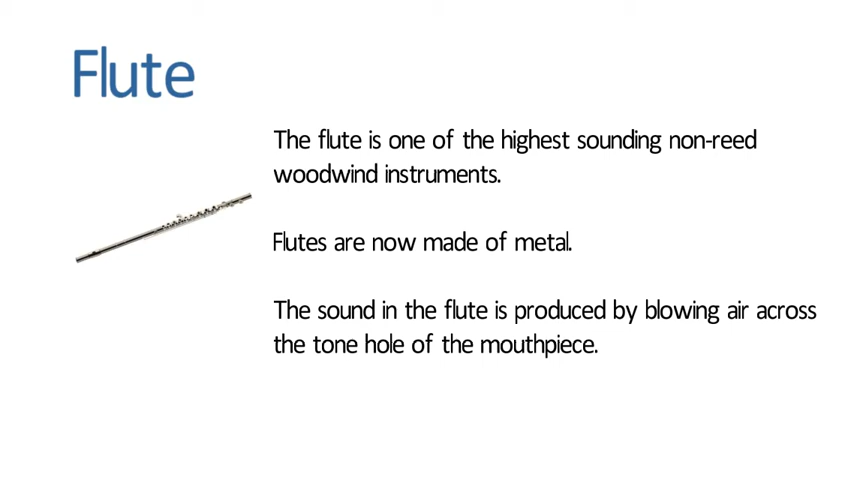 Flute
The flute is one of the highest sounding non-reed
woodwind instruments.
Flutes are now made of metal.
The sound in the flute is produced by blowing air across
the tone hole of the mouthpiece.